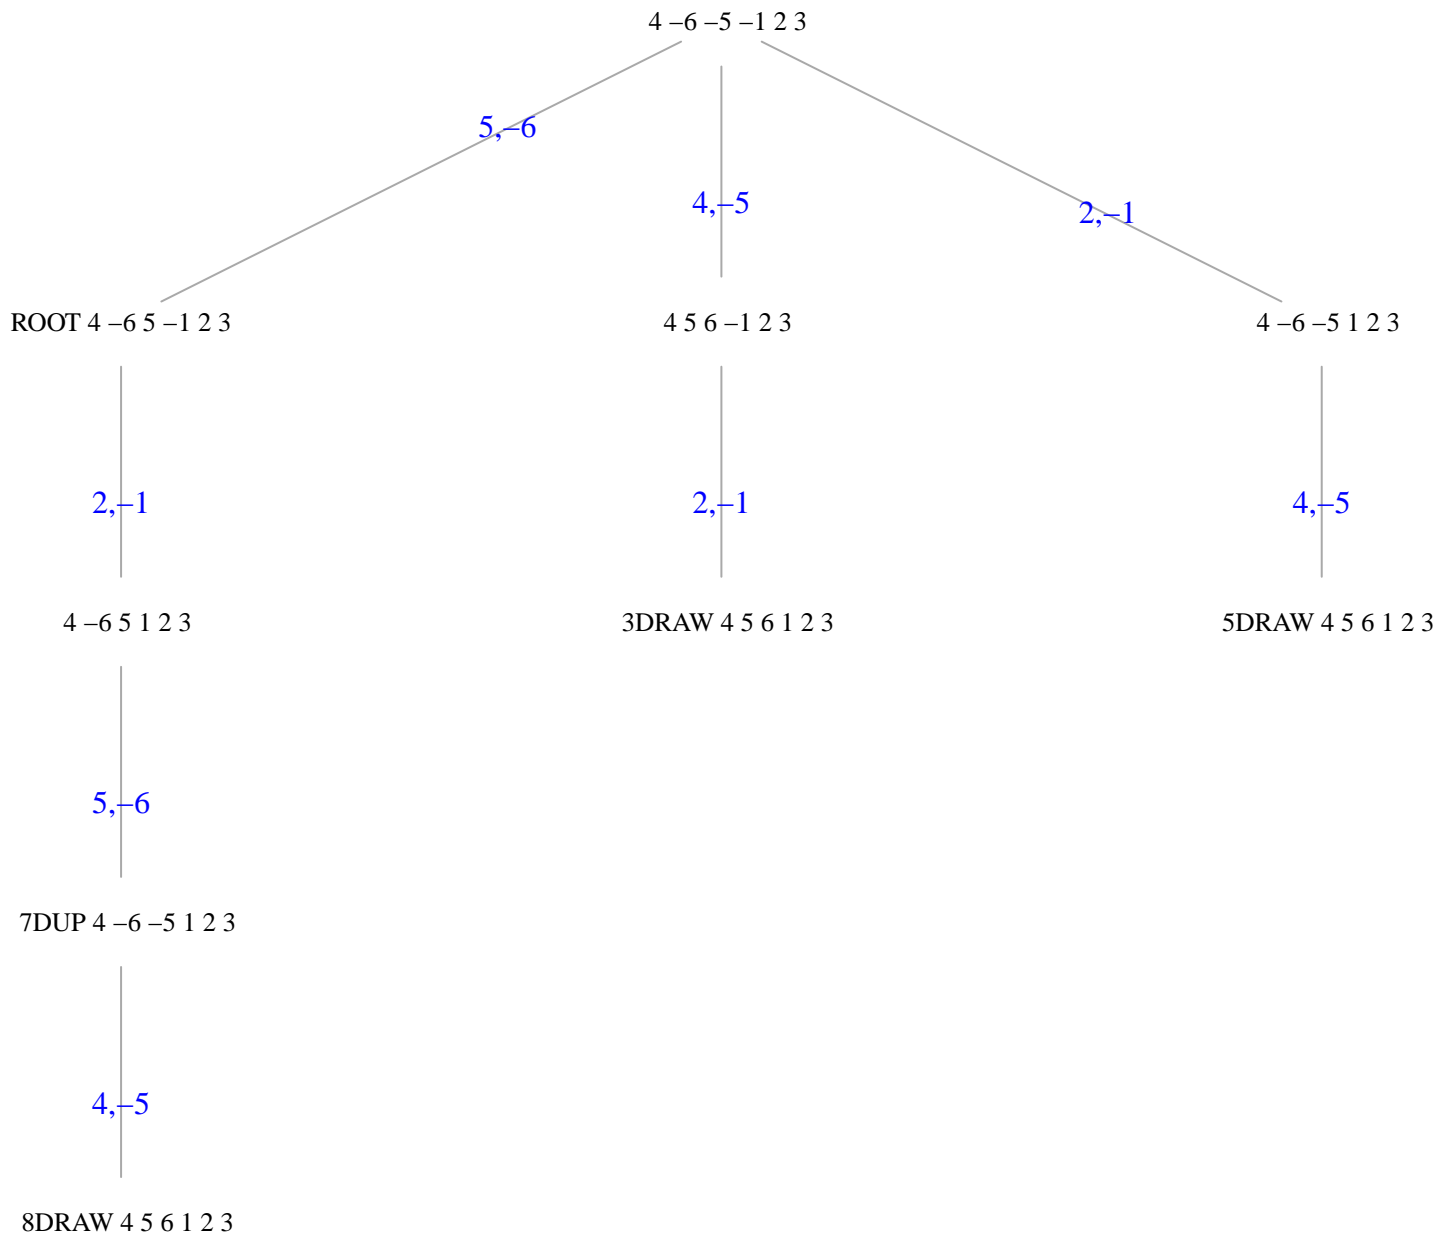 4 –6 –5 –1 2 3
5,–6
4,–5
2,–1
ROOT 4 –6 5 –1 2 3
4 5 6 –1 2 3
4 –6 –5 1 2 3
2,–1
2,–1
4,–5
4 –6 5 1 2 3
3DRAW 4 5 6 1 2 3
5DRAW 4 5 6 1 2 3
5,–6
7DUP 4 –6 –5 1 2 3
4,–5
8DRAW 4 5 6 1 2 3